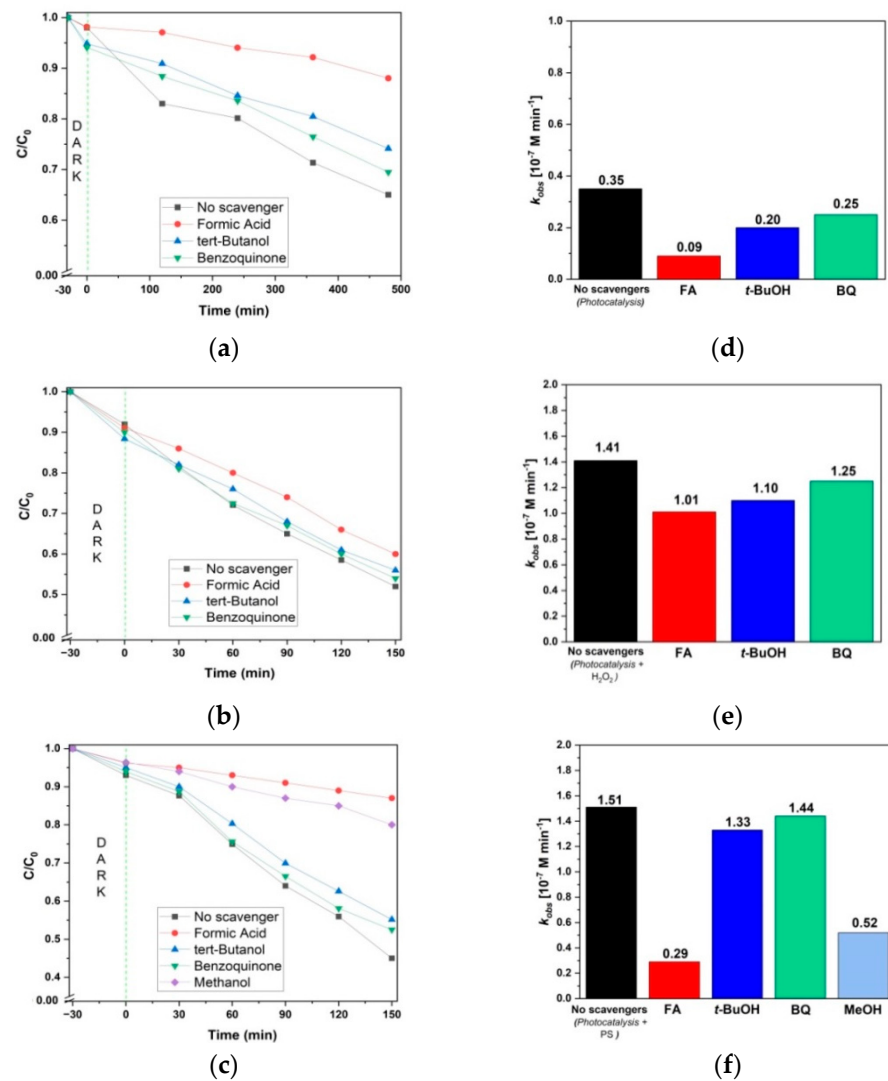 1.0
0.9
0.8
0.7
0.6
0.00
C/C0
D
A
R
K
No scavenger
Formic Acid
tert-Butanol
Benzoquinone
-30 0 100 200 300 400 500
Time (min)
(a)
1.0
0.8
0.6
0.4
0.2
0.0
kobs [10-7 M min-1]
0.35
0.09
0.20
0.25
No scavengers
(Photocatalysis)
FA
t-BuOH
BQ
(d)
1.0
0.9
0.8
0.7
0.6
0.5
0.00
C/C0
D
A
R
K
No scavenger
Formic Acid
tert-Butanol
Benzoquinone
−30 0 30 60 90 120 150
Time (min)
(b)
2.0
1.8
1.6
1.4
1.2
1.0
0.8
0.6
0.4
0.2
0.0
kobs [10-7 M min-1]
1.41
1.01
1.10
1.25
No scavengers
(Photocatalysis +
H2O2 )
FA
t-BuOH
BQ
(e)
1.0
0.9
0.8
0.7
0.6
0.5
0.4
0.00
C/C0
D
A
R
K
No scavenger
Formic Acid
tert-Butanol
Benzoquinone
Methanol
−30 0 30 60 90 120 150
Time (min)
(c)
2.0
1.8
1.6
1.4
1.2
1.0
0.8
0.6
0.4
0.2
0.0
kobs [10-7 M min-1]
1.51
0.29
1.33
1.44
0.52
No scavengers
(Photocatalysis +
PS )
FA
t-BuOH
BQ
MeOH
(f)